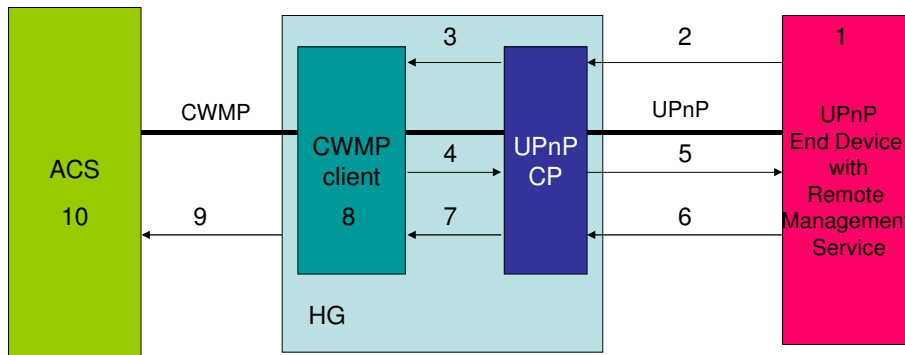 3
2
1
CWMP
UPnP
ACS
10
CWMP
client
8
UPnP
CP
UPnP
End Device
with
Remote
Management
Service
4
5
9
7
6
HG